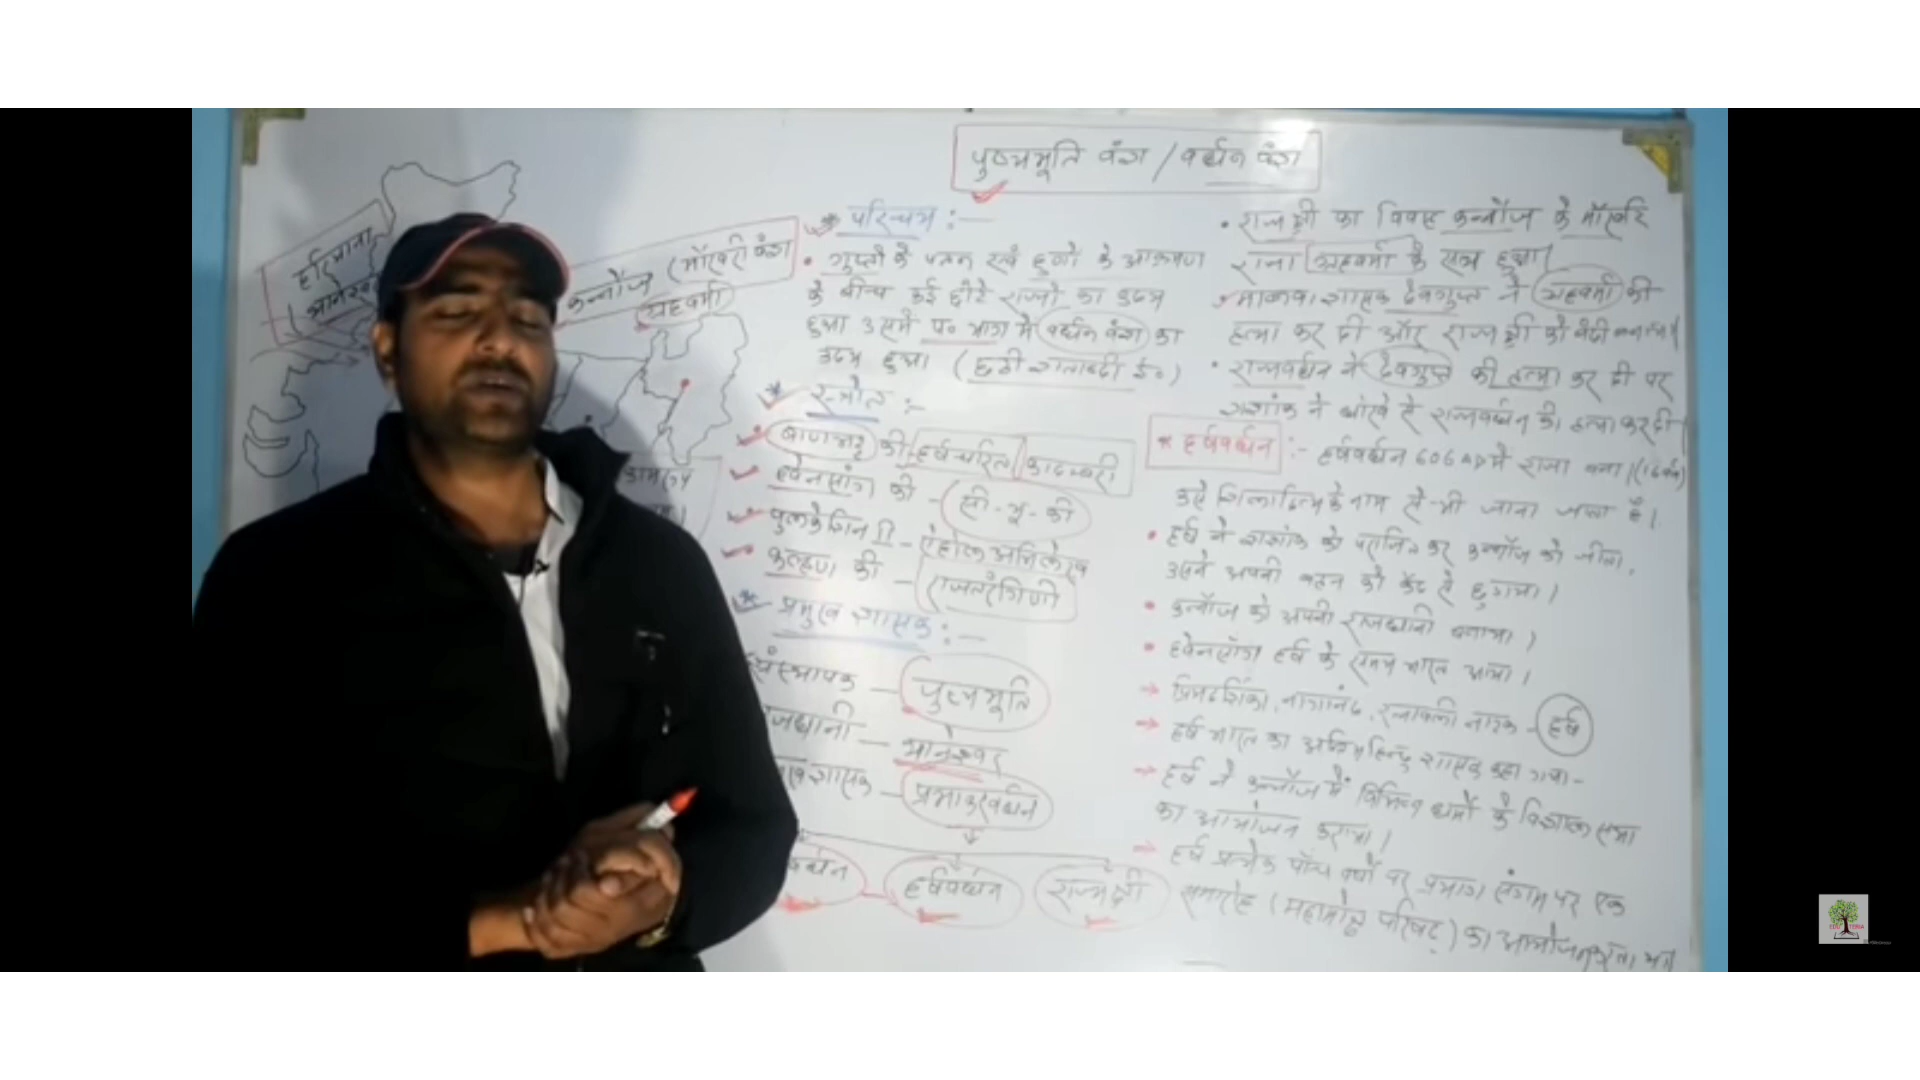 पुष्यभूति वंश / वर्द्धन वंश
हरियाणा
कन्नौज (मौखरी वंश
ग्रहवर्मा
* परिचय :-
• गुप्तों के पतन एवं हूणों के आक्रमण
के बीच कई छोटे राज्यों का उदय
हुआ उसमें प० भाग में वर्द्धन वंश का
उदय हुआ। (छठी शताब्दी ई०)
* स्त्रोत :-
बाणभट्ट की हर्षचरित कादम्बरी
ह्वेनसांग की - सी-यू-की
पुलकेशिन II - ऐहोल अभिलेख
कल्हण की - राजतरंगिणी
* प्रमुख शासक :-
संस्थापक - पुष्यभूति
जधानी - थानेश्वर
शासक - प्रभाकरवर्धन
हर्षवर्धन
राज्यश्री
• राज्यश्री का विवाह कन्नौज के मौखरि
राजा ग्रहवर्मा के साथ हुआ।
मालवा शासक देवगुप्त ने ग्रहवर्मा की
हत्या कर दी और राज्यश्री को बंदी बनाया।
• राज्यवर्धन ने देवगुप्त की हत्या कर दी पर
शशांक ने धोखे से राज्यवर्धन की हत्या कर दी।
* हर्षवर्धन :- हर्षवर्धन 606 AD में राजा बना।
उसे शिलादित्य के नाम से भी जाना जाता है।
• हर्ष ने शशांक को पराजित कर कन्नौज को जीता,
उसने अपनी बहन को कैद से छुड़ाया।
• कन्नौज को अपनी राजधानी बनाया।
• ह्वेनसाँग हर्ष के समय भारत आया।
→ प्रियदर्शिका, नागानंद, रत्नावली नाटक - हर्ष
→ हर्ष भारत का अंतिम हिन्दू शासक कहा गया-
→ हर्ष ने कन्नौज में विभिन्न धर्मों के विशाल सभा
का आयोजन कराया।
→ हर्ष प्रत्येक पाँच वर्षों पर प्रयाग संगम पर एक
समारोह (महामोक्ष परिषद्) का आयोजन करता था